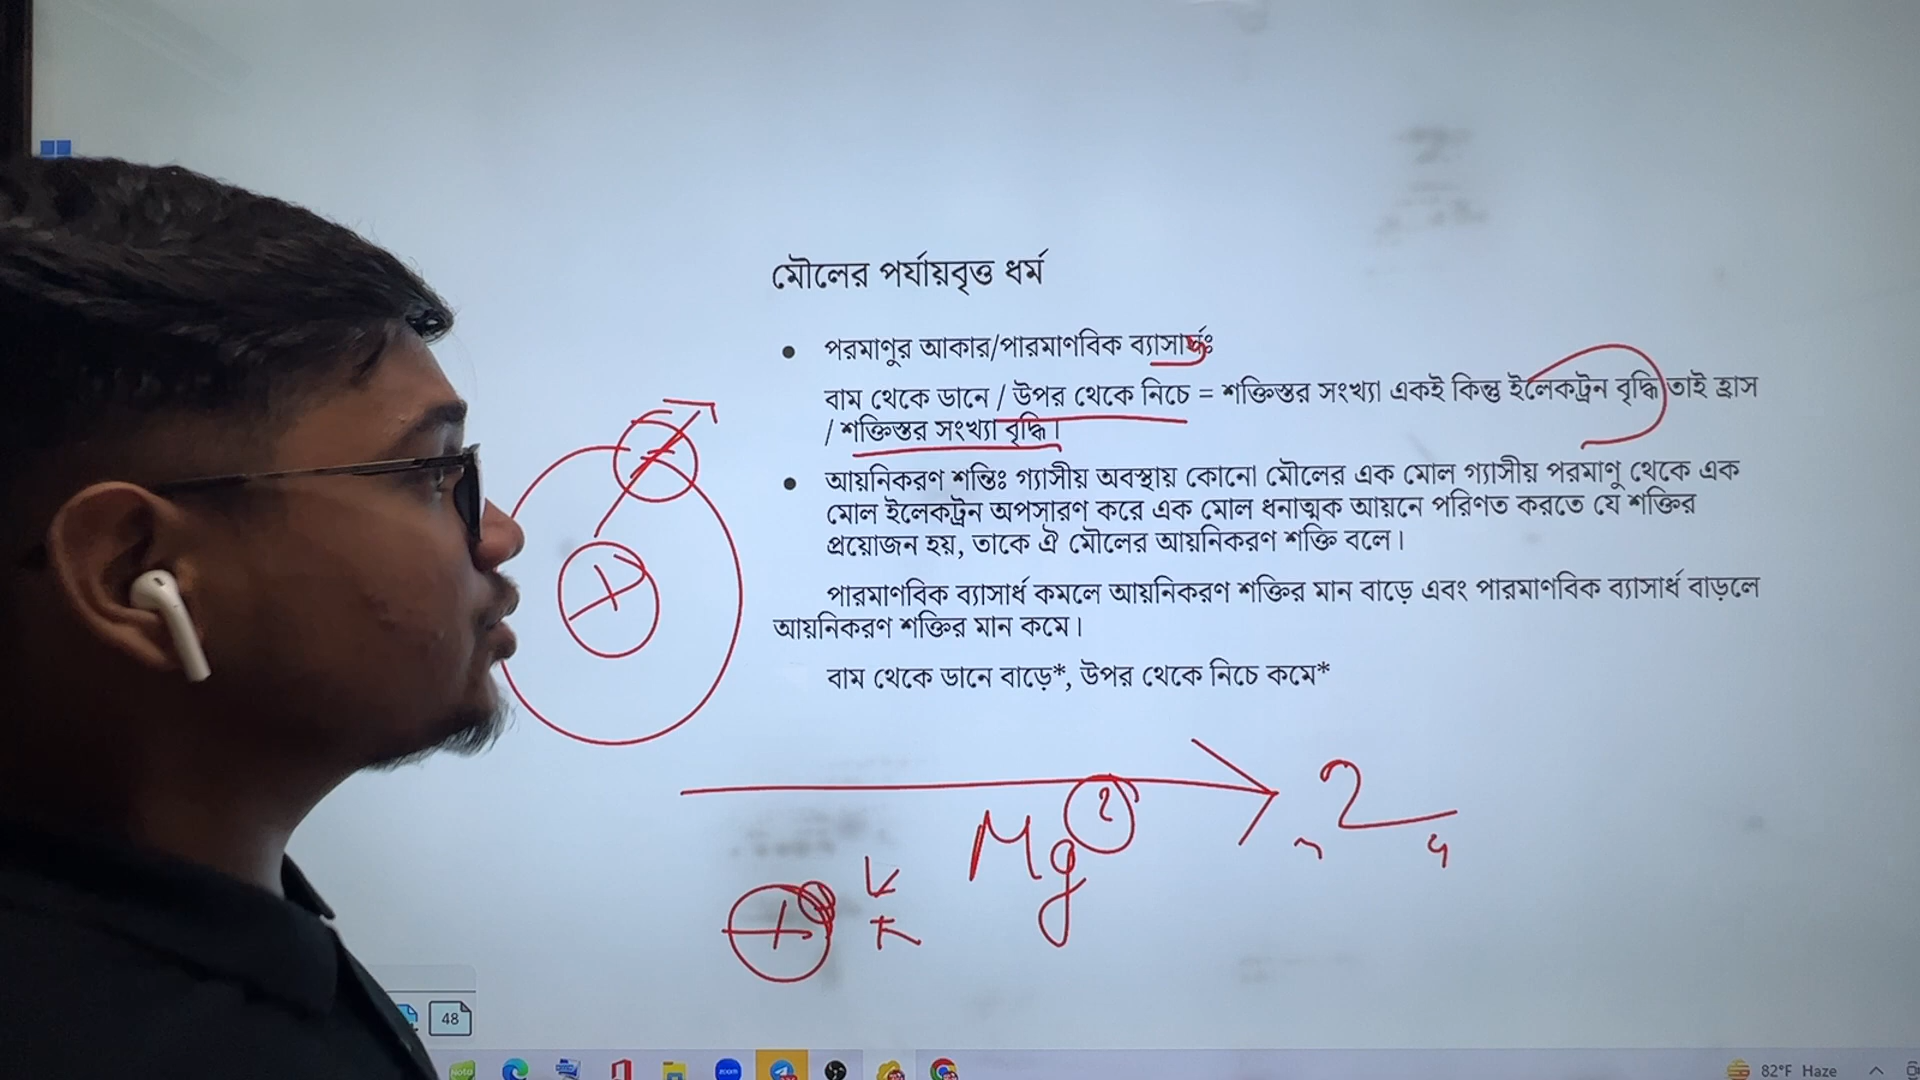 মৌলের পর্যায়বৃত্ত ধর্ম
• পরমাণুর আকার/পারমাণবিক ব্যাসার্ধঃ
বাম থেকে ডানে / উপর থেকে নিচে = শক্তিস্তর সংখ্যা একই কিন্তু ইলেকট্রন বৃদ্ধি তাই হ্রাস
/ শক্তিস্তর সংখ্যা বৃদ্ধি।
• আয়নিকরণ শন্তিঃ গ্যাসীয় অবস্থায় কোনো মৌলের এক মোল গ্যাসীয় পরমাণু থেকে এক
মোল ইলেকট্রন অপসারণ করে এক মোল ধনাত্মক আয়নে পরিণত করতে যে শক্তির
প্রয়োজন হয়, তাকে ঐ মৌলের আয়নিকরণ শক্তি বলে।
পারমাণবিক ব্যাসার্ধ কমলে আয়নিকরণ শক্তির মান বাড়ে এবং পারমাণবিক ব্যাসার্ধ বাড়লে
আয়নিকরণ শক্তির মান কমে।
বাম থেকে ডানে বাড়ে*, উপর থেকে নিচে কমে*
Mg
48
zoom
82°F Haze